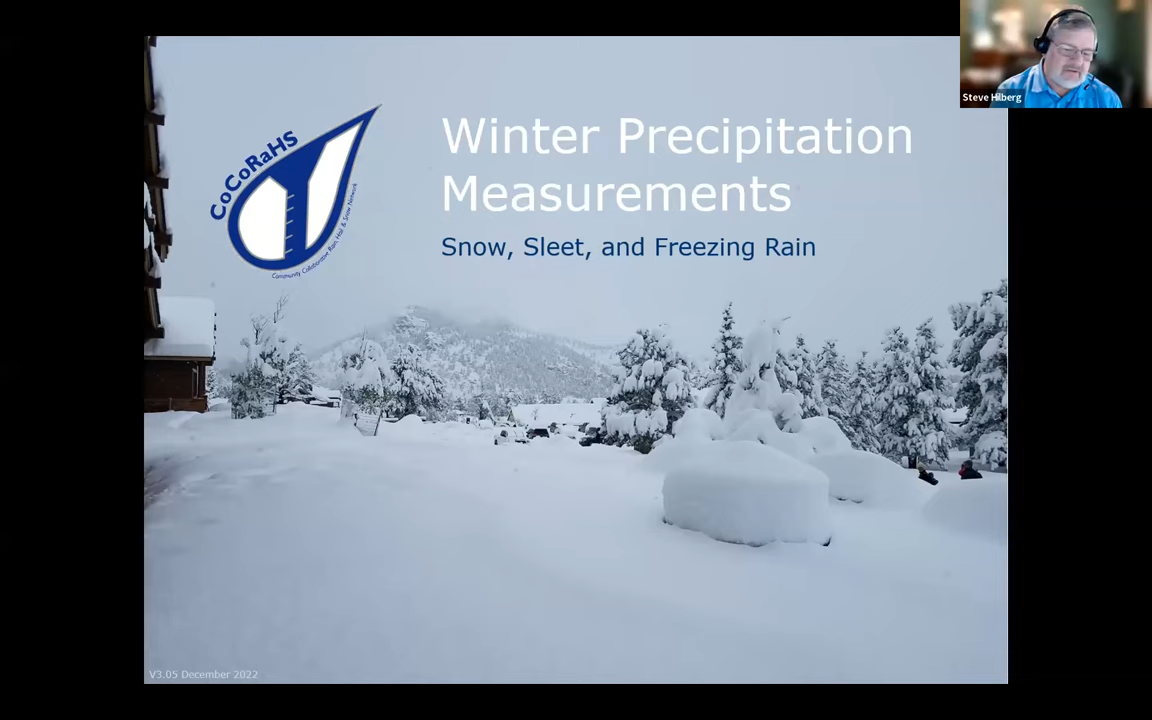 Steve Hilberg
CoCoRaHS
Winter Precipitation
Measurements
Snow, Sleet, and Freezing Rain
Community Collaborative Rain, Hail & Snow Network
V3.05 December 2022